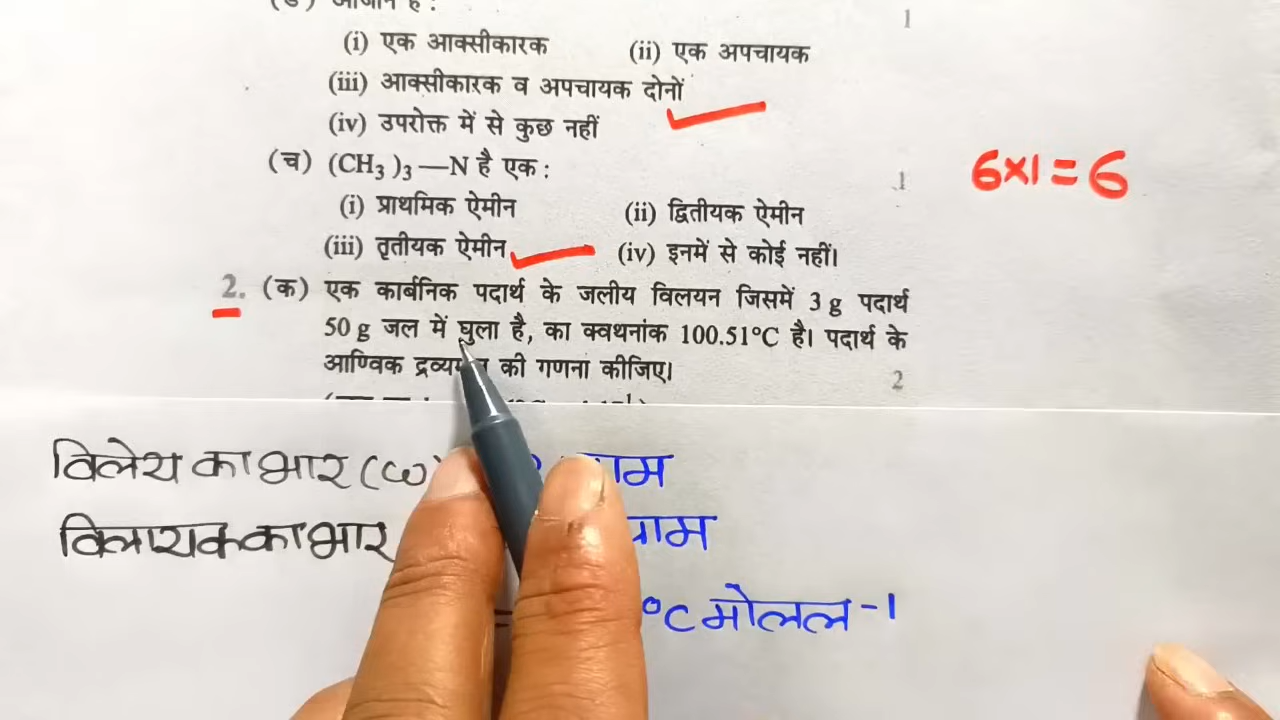 1
(i) एक आक्सीकारक (ii) एक अपचायक
(iii) आक्सीकारक व अपचायक दोनों
(iv) उपरोक्त में से कुछ नहीं
(च) (CH₃)₃—N है एक : 1
6×1=6
(i) प्राथमिक ऐमीन (ii) द्वितीयक ऐमीन
(iii) तृतीयक ऐमीन (iv) इनमें से कोई नहीं।
2. (क) एक कार्बनिक पदार्थ के जलीय विलयन जिसमें 3 g पदार्थ
50 g जल में घुला है, का क्वथनांक 100.51°C है। पदार्थ के
आण्विक की गणना कीजिए। 2
विलेय का भार (w)
विलायक का भार ग्राम
°C मोलल⁻¹